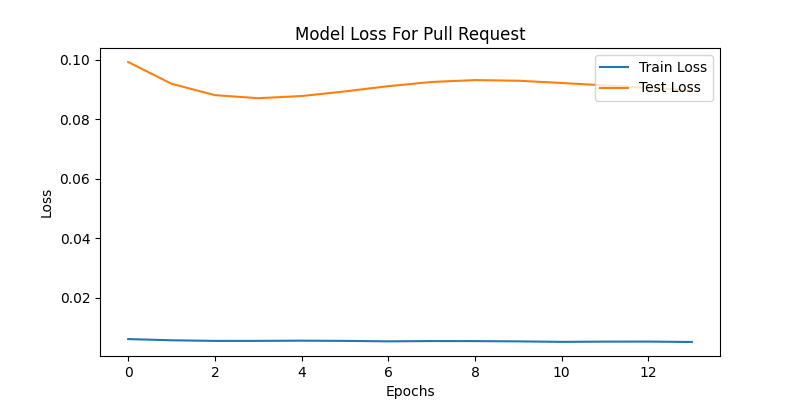 Model Loss For Pull Request
0.10
0.08
0.06
0.04
0.02
Loss
Train Loss
Test Loss
0 2 4 6 8 10 12
Epochs